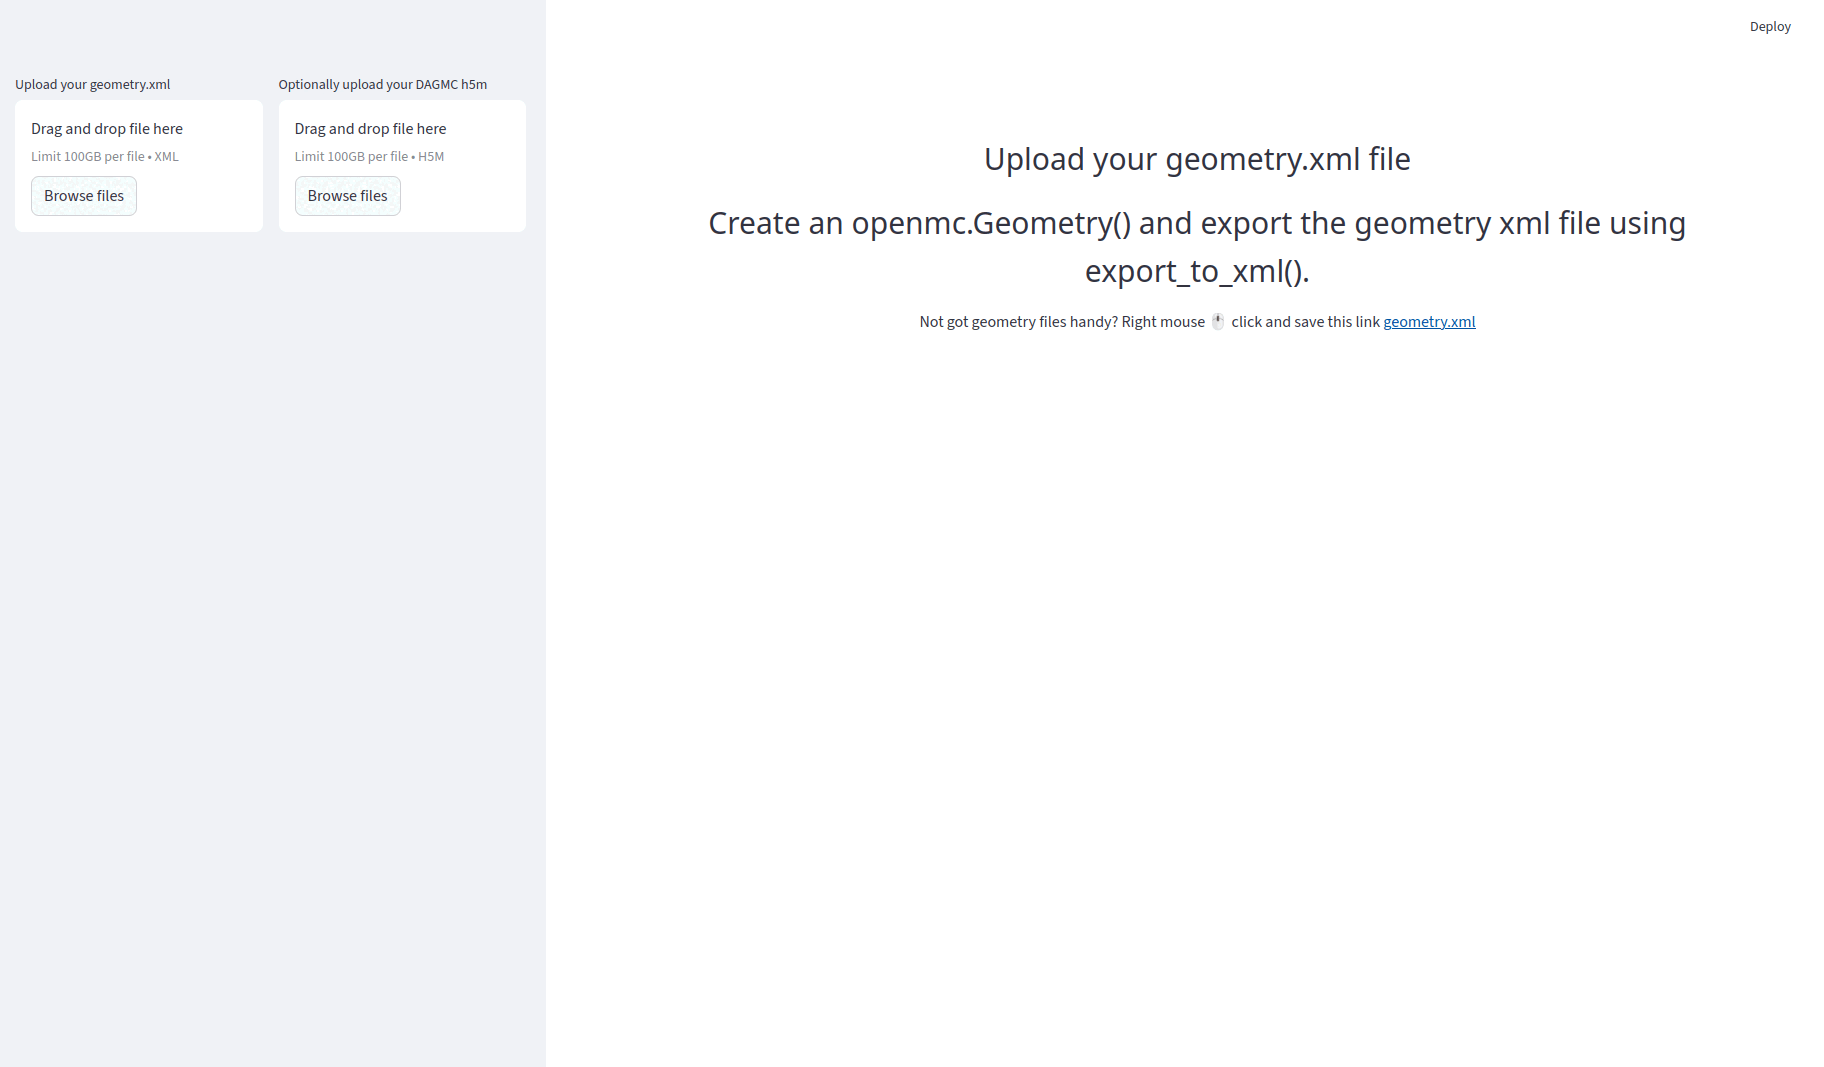 Deploy
Upload your geometry.xml
Drag and drop file here
Limit 100GB per file • XML
Browse files
Optionally upload your DAGMC h5m
Drag and drop file here
Limit 100GB per file • H5M
Browse files
Upload your geometry.xml file
Create an openmc.Geometry() and export the geometry xml file using
export_to_xml().
Not got geometry files handy? Right mouse 🖱️ click and save this link geometry.xml